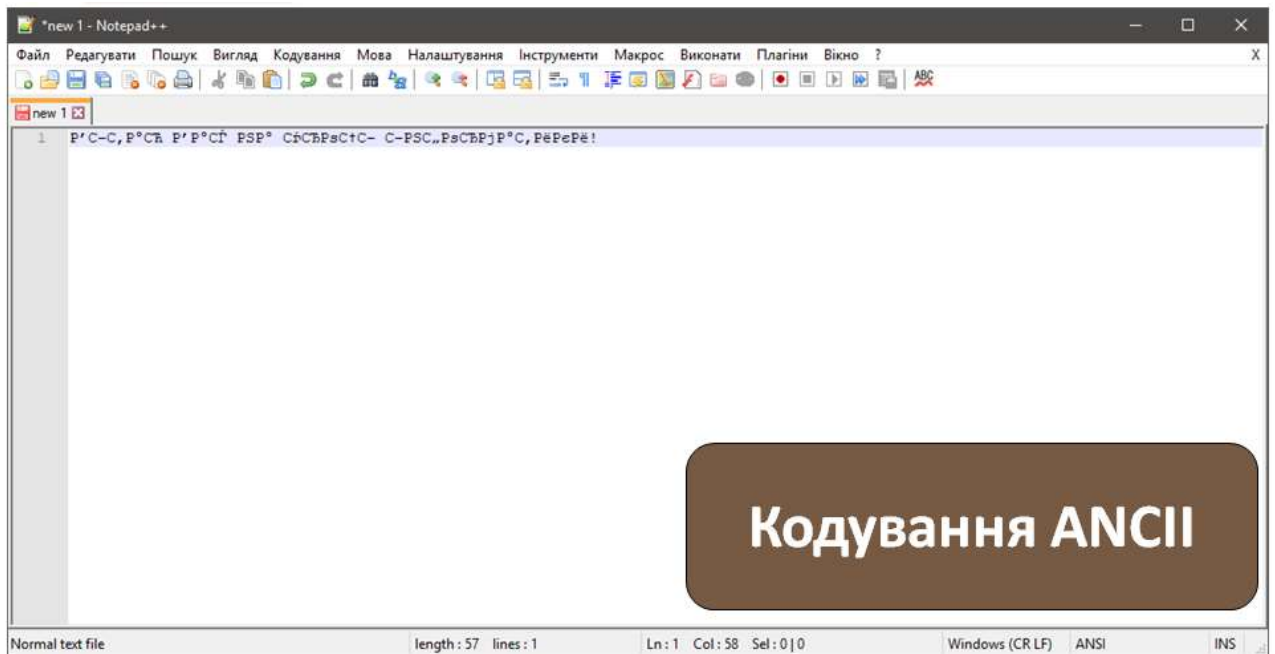 *new 1 - Notepad++
Файл Редагувати Пошук Вигляд Кодування Мова Налаштування Інструменти Макрос Виконати Плагіни Вікно ? X
new 1
1 Р’С–С‚Р°СЋ Р’Р°СЃ РЅР° СѓСЂРѕС†С– С–РЅС„РѕСЂРјР°С‚РёРєРё!
Кодування ANCII
Normal text file length : 57 lines : 1 Ln : 1 Col : 58 Sel : 0 | 0 Windows (CR LF) ANSI INS